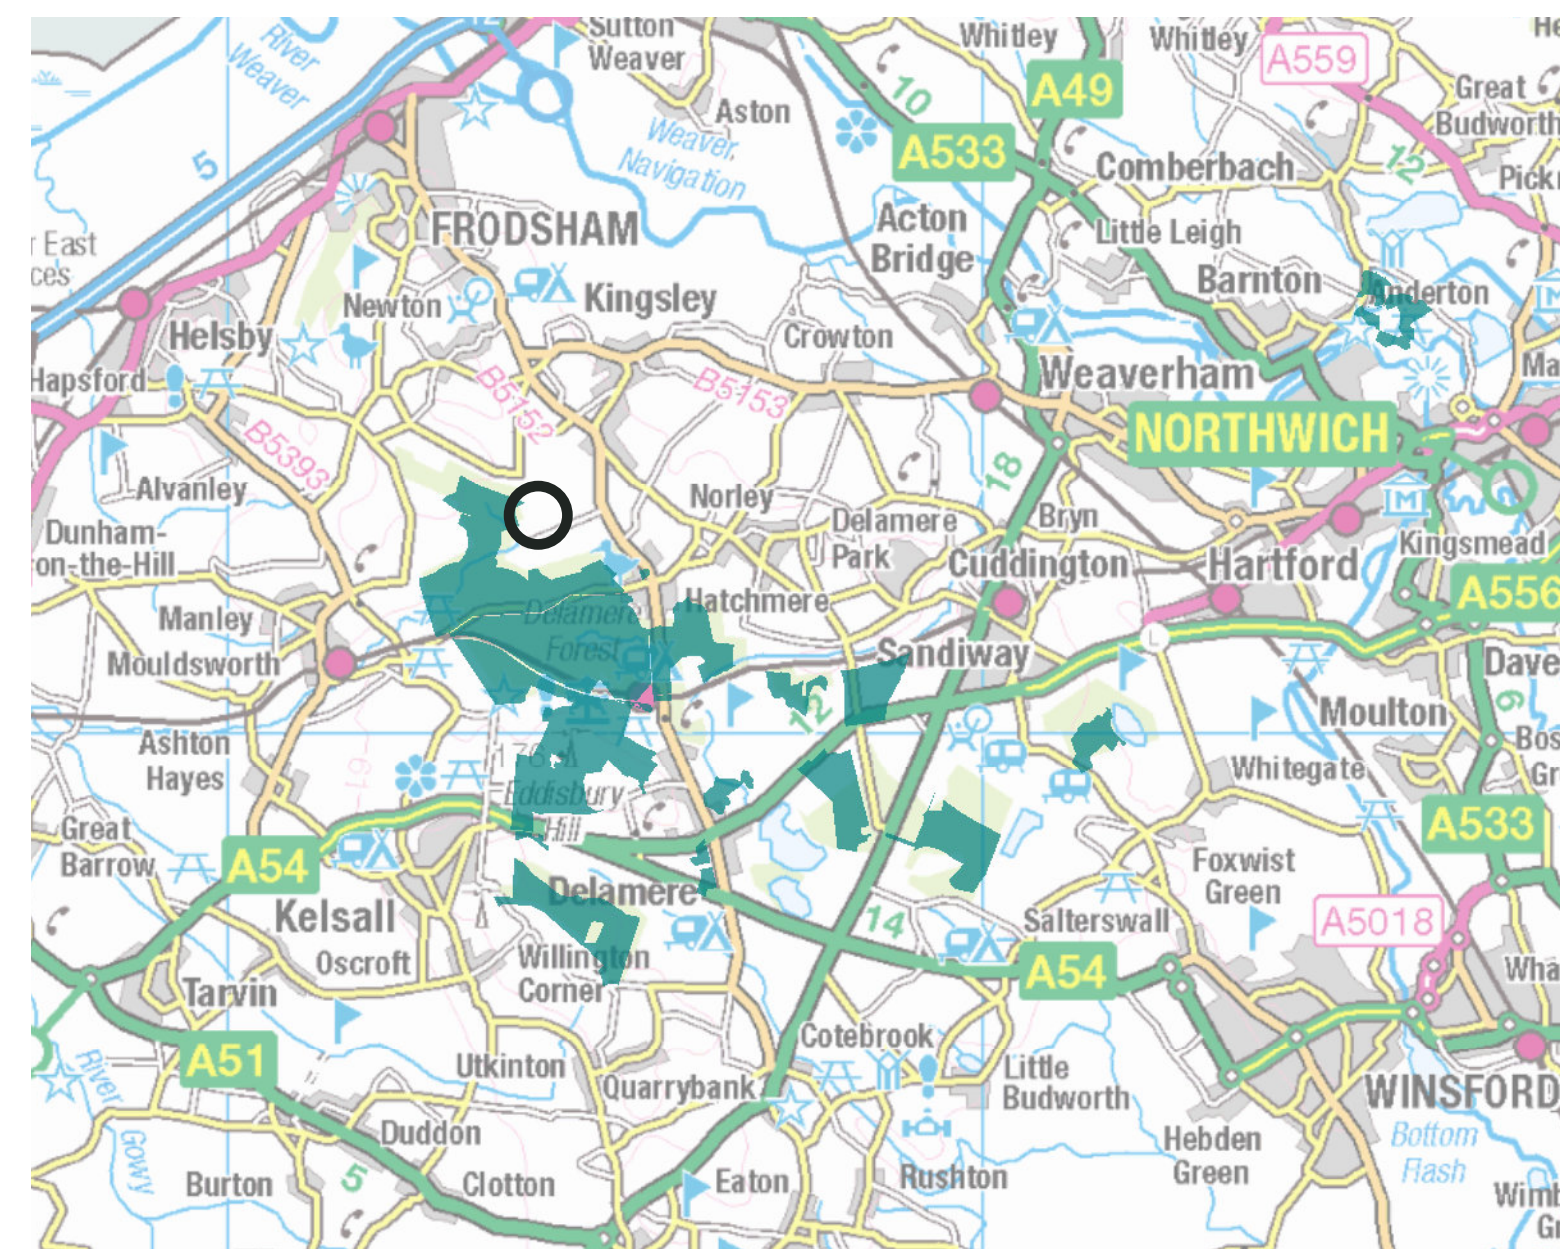 Sutton
Weaver
Whitley
Whitley
A559
River
Weaver
10
A49
Great
Budworth
Aston
Weaver
Navigation
A533
12
5
Comberbach
FRODSHAM
Acton
Bridge
Little Leigh
East
Newton
Kingsley
Barnton
Anderton
Helsby
Crowton
Hapsford
B5152
B5153
Weaverham
B5393
NORTHWICH
18
Alvanley
Norley
Delamere
Park
Bryn
Dunham-
on-the-Hill
Cuddington
Hartford
Kingsmead
A556
Manley
Delamere
Forest
Hatchmere
Mouldsworth
Sandiway
12
9
Moulton
Ashton
Hayes
176
Eddisbury
Hill
Whitegate
Great
Barrow
A54
A533
Foxwist
Green
Delamere
Kelsall
14
Salterswall
A5018
Oscroft
Willington
Corner
A54
Tarvin
Cotebrook
A51
River
Gowy
Utkinton
Quarrybank
Little
Budworth
WINSFORD
Duddon
Hebden
Green
Bottom
Flash
Burton
5
Clotton
Eaton
Rushton